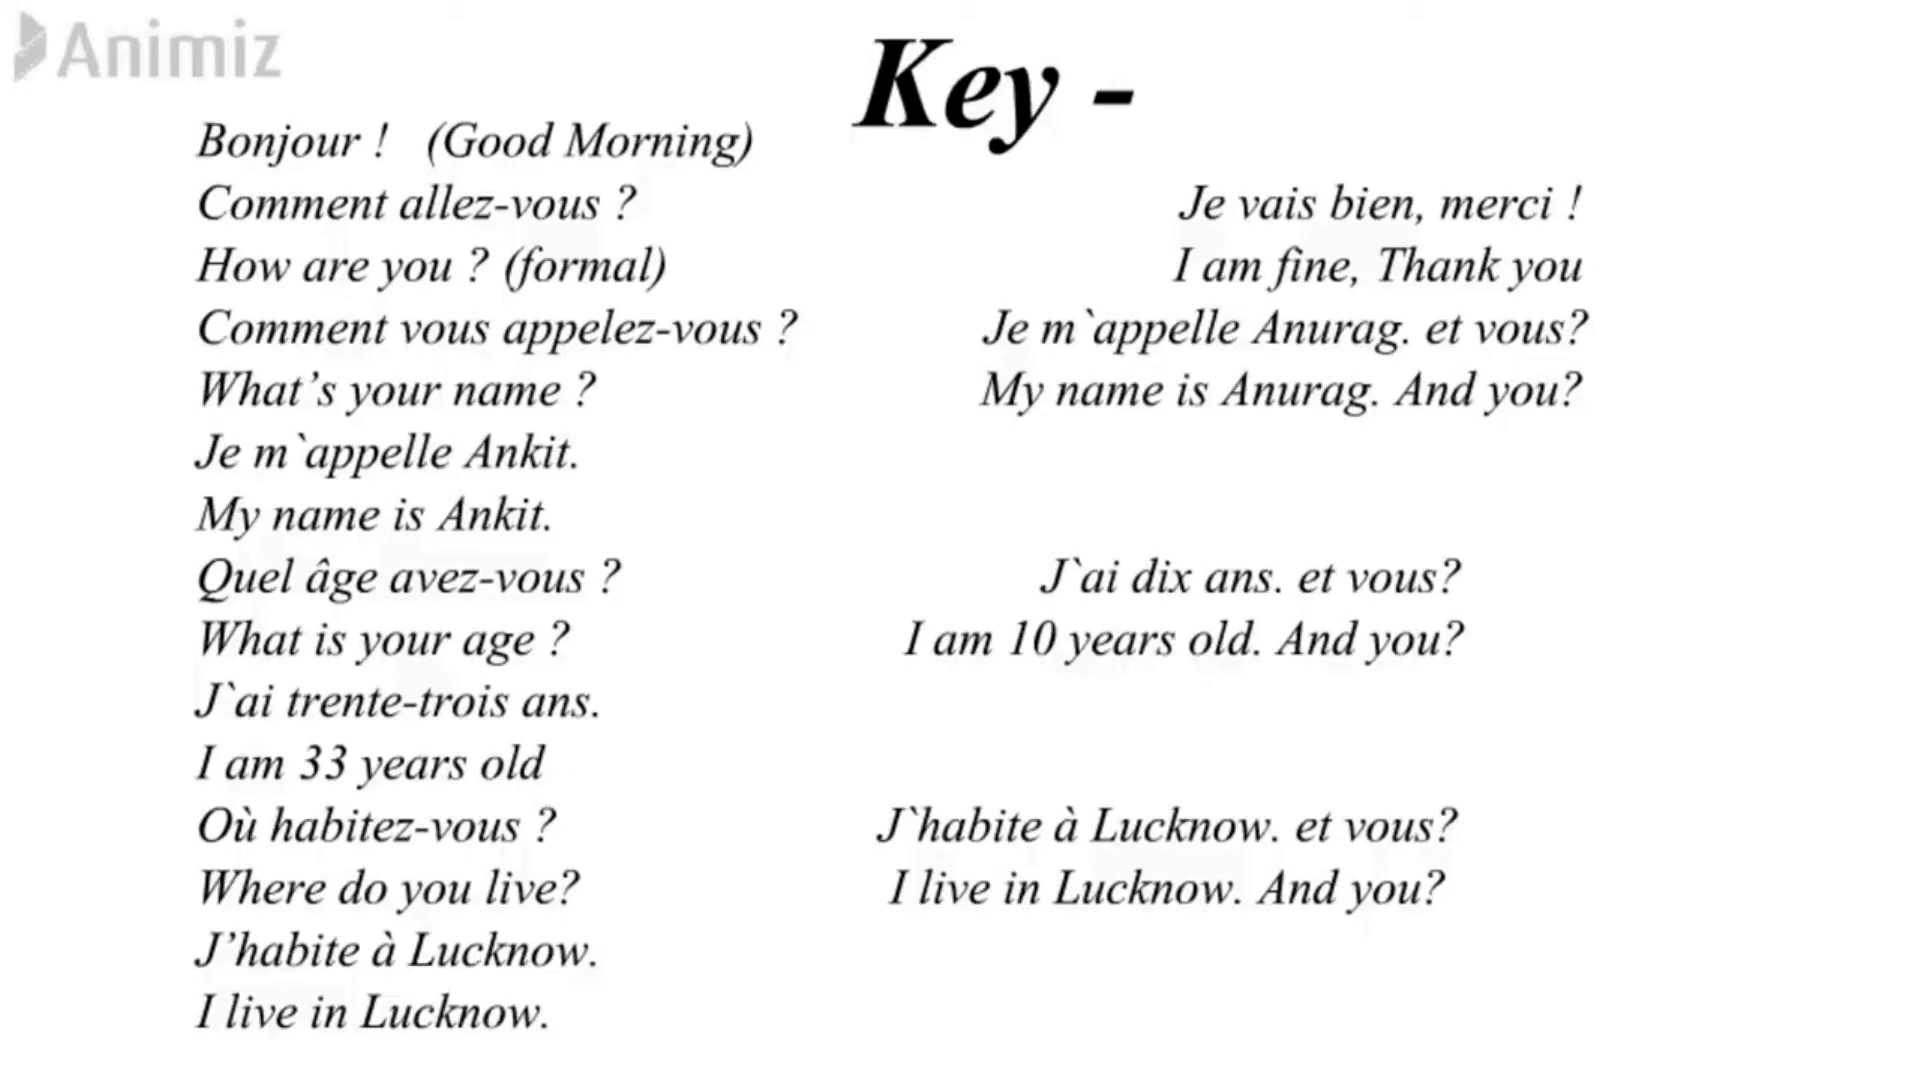 Animiz
Key -
Bonjour ! (Good Morning)
Comment allez-vous ? Je vais bien, merci !
How are you ? (formal) I am fine, Thank you
Comment vous appelez-vous ? Je m`appelle Anurag. et vous?
What’s your name ? My name is Anurag. And you?
Je m`appelle Ankit.
My name is Ankit.
Quel âge avez-vous ? J`ai dix ans. et vous?
What is your age ? I am 10 years old. And you?
J`ai trente-trois ans.
I am 33 years old
Où habitez-vous ? J`habite à Lucknow. et vous?
Where do you live? I live in Lucknow. And you?
J’habite à Lucknow.
I live in Lucknow.